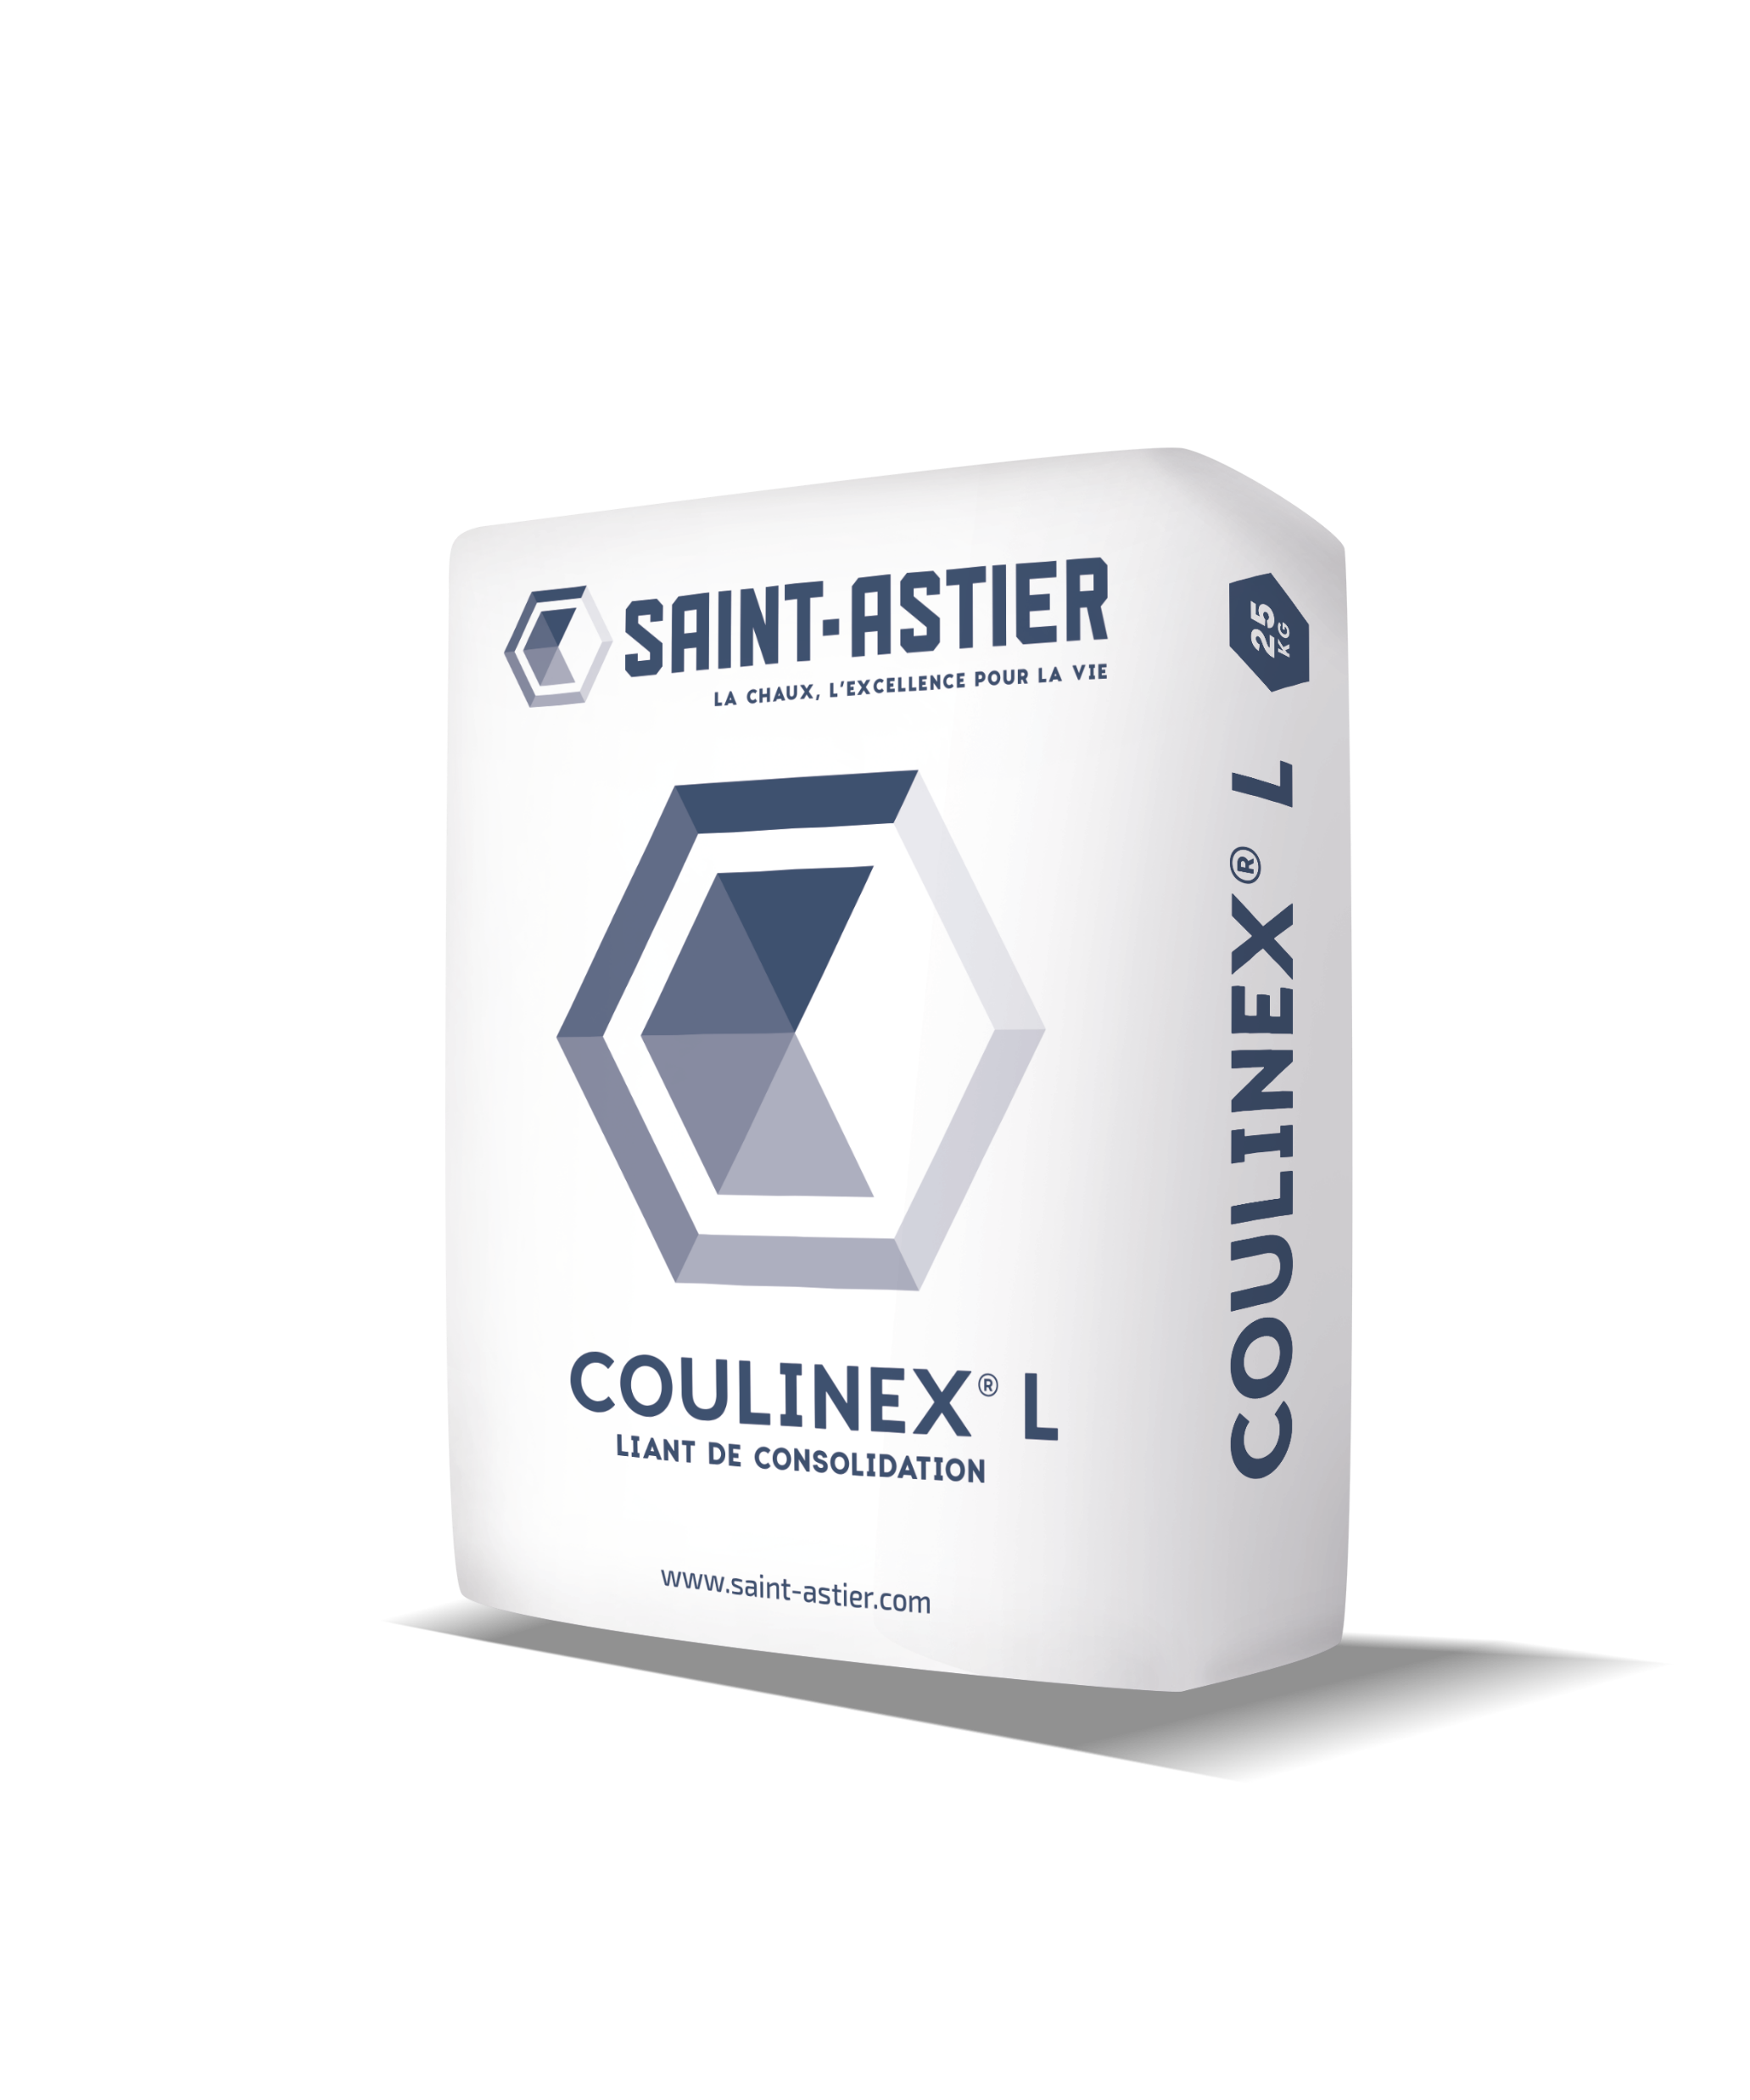 SAINT-ASTIER
LA CHAUX, L'EXCELLENCE POUR LA VIE
COULINEX® L
LIANT DE CONSOLIDATION
www.saint-astier.com
25
KG
COULINEX® L